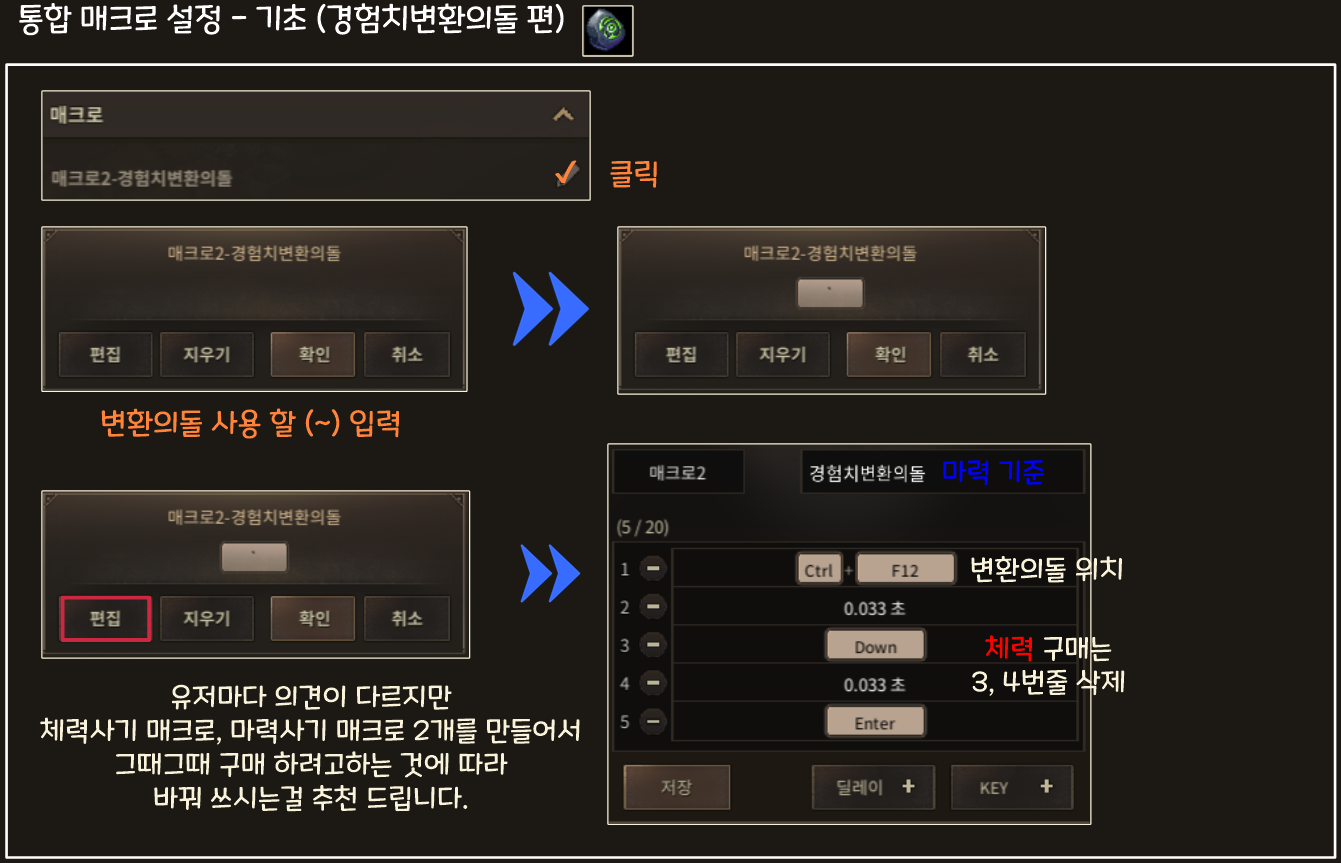 통합 매크로 설정 - 기초 (경험치변환의돌 편)
매크로
매크로2-경험치변환의돌
클릭
매크로2-경험치변환의돌
편집 지우기 확인 취소
변환의돌 사용 할 (~) 입력
매크로2-경험치변환의돌
`
편집 지우기 확인 취소
매크로2-경험치변환의돌
`
편집 지우기 확인 취소
유저마다 의견이 다르지만
체력사기 매크로, 마력사기 매크로 2개를 만들어서
그때그때 구매 하려고하는 것에 따라
바꿔 쓰시는걸 추천 드립니다.
매크로2 경험치변환의돌 마력 기준
(5 / 20)
1 Ctrl + F12 변환의돌 위치
2 0.033 초
3 Down 체력 구매는
4 0.033 초 3, 4번줄 삭제
5 Enter
저장 딜레이 + KEY +